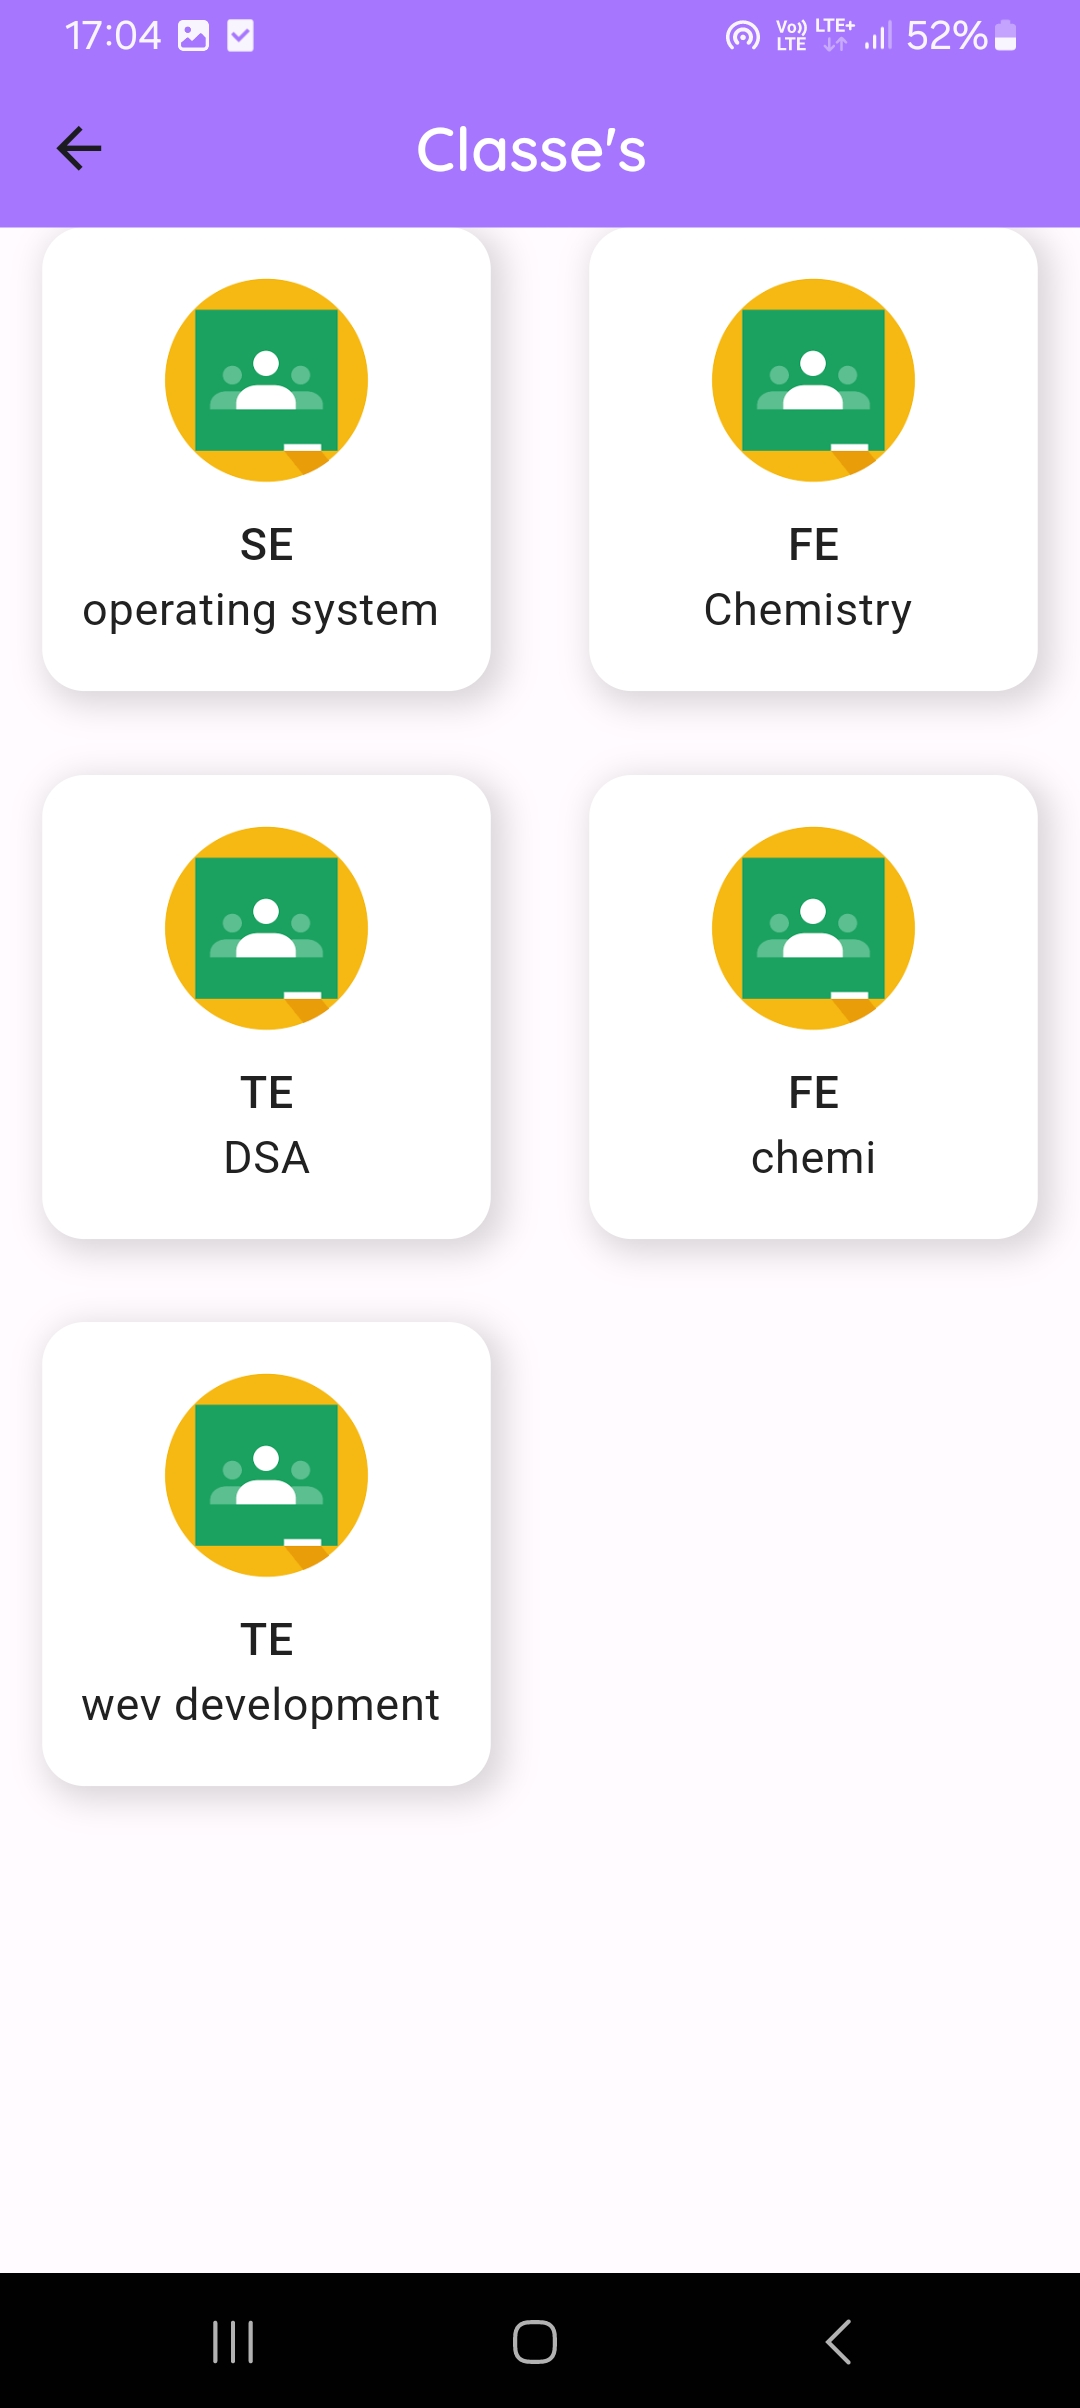 17:04 Vo)) LTE LTE+ 52%
Classe's
SE
operating system
FE
Chemistry
TE
DSA
FE
chemi
TE
wev development